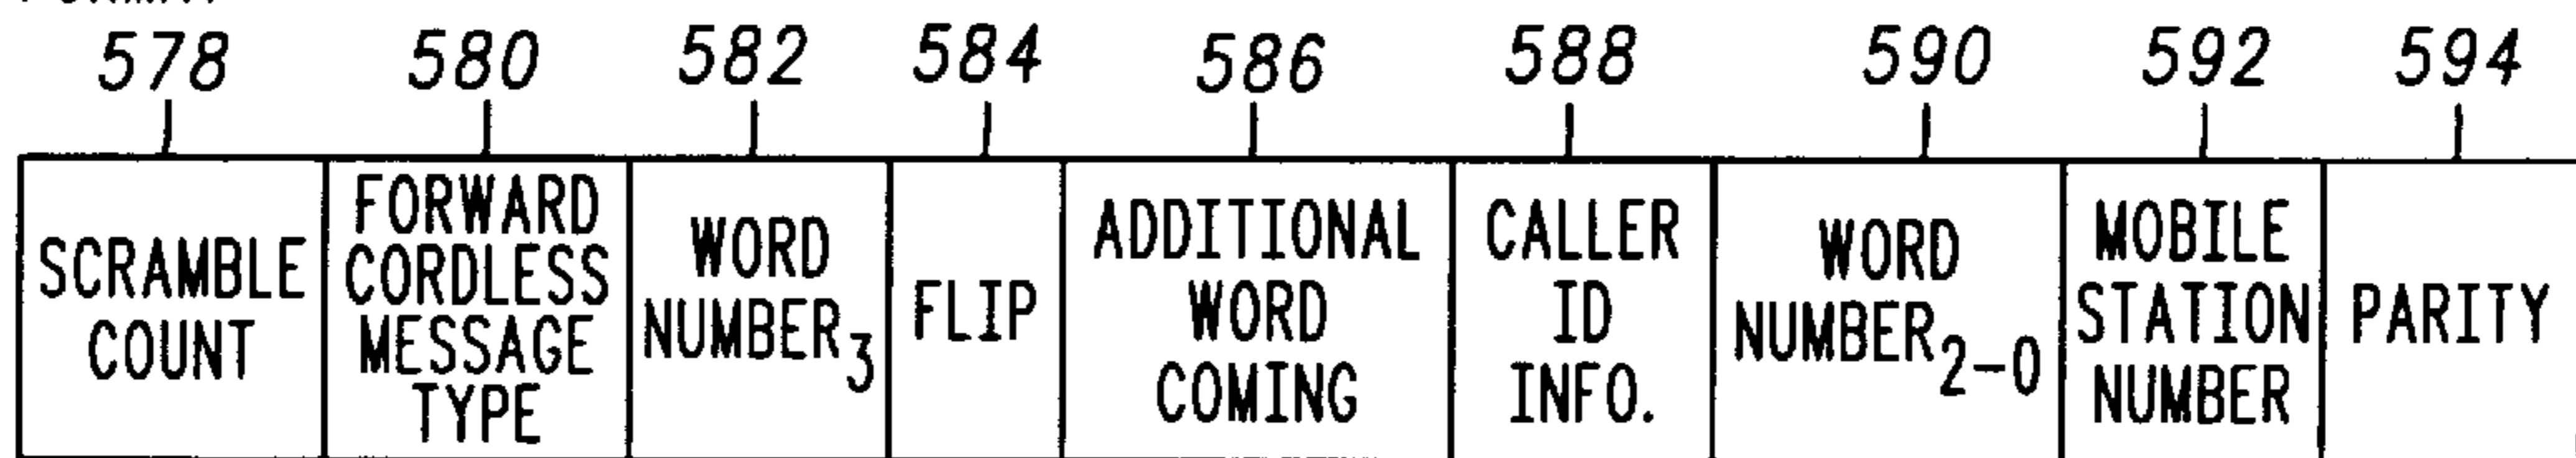 578 580 582 584 586 588 590 592 594
SCRAMBLE
COUNT
FORWARD
CORDLESS
MESSAGE
TYPE
WORD
NUMBER3
FLIP
ADDITIONAL
WORD
COMING
CALLER
ID
INFO.
WORD
NUMBER2-0
MOBILE
STATION
NUMBER
PARITY